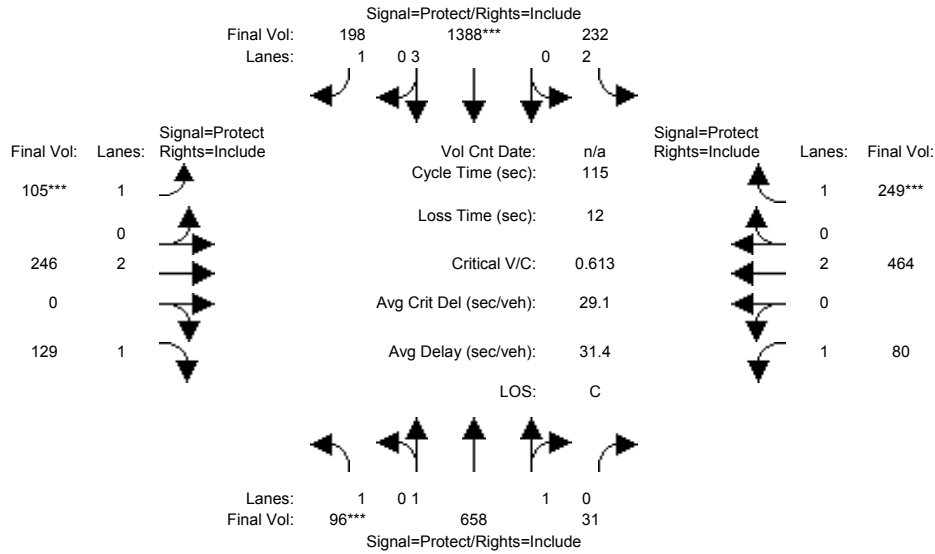 Signal=Protect/Rights=Include
Final Vol: 198 1388*** 232
Lanes: 1 0 3 0 2
Signal=Protect Signal=Protect
Final Vol: Lanes: Rights=Include Vol Cnt Date: n/a Rights=Include Lanes: Final Vol:
Cycle Time (sec): 115
105*** 1 1 249***
Loss Time (sec): 12
0 0
246 2 Critical V/C: 0.613 2 464
0 1 Avg Crit Del (sec/veh): 29.1 0
129 1 Avg Delay (sec/veh): 31.4 1 80
LOS: C
Lanes: 1 0 1 1 0
Final Vol: 96*** 658 31
Signal=Protect/Rights=Include